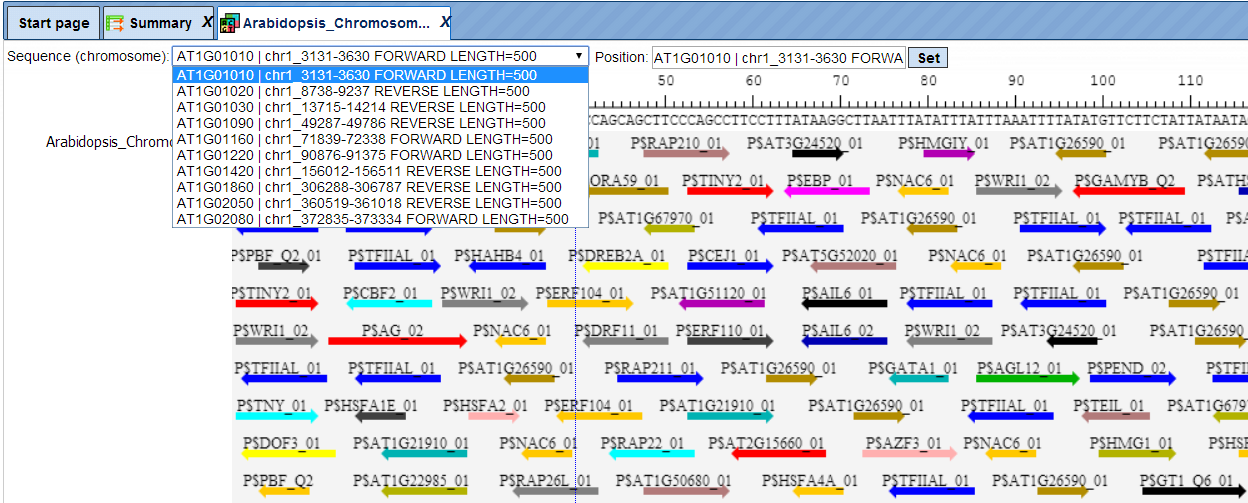 Start page Summary X Arabidopsis_Chromosom... X
Sequence (chromosome): AT1G01010 | chr1_3131-3630 FORWARD LENGTH=500 Position: AT1G01010 | chr1_3131-3630 FORWA Set
AT1G01010 | chr1_3131-3630 FORWARD LENGTH=500
AT1G01020 | chr1_8738-9237 REVERSE LENGTH=500
AT1G01030 | chr1_13715-14214 REVERSE LENGTH=500
AT1G01090 | chr1_49287-49786 REVERSE LENGTH=500
AT1G01160 | chr1_71839-72338 FORWARD LENGTH=500
AT1G01220 | chr1_90876-91375 FORWARD LENGTH=500
AT1G01420 | chr1_156012-156511 REVERSE LENGTH=500
AT1G01860 | chr1_306288-306787 REVERSE LENGTH=500
AT1G02050 | chr1_360519-361018 REVERSE LENGTH=500
AT1G02080 | chr1_372835-373334 FORWARD LENGTH=500
50 60 70 80 90 100 110
CAGCAGCTTCCCAGCCTTCCTTTATAAGGCTTAATTTATATTTATTTAAATTTTATATGTTCTTCTATTATAATA
Arabidopsis_Chromo
01 P$RAP210_01 P$AT3G24520_01 P$HMGIY_01 P$AT1G26590_01 P$AT1G26590
ORA59_01 P$TINY2_01 P$EBP_01 P$NAC6_01 P$WRI1_02 P$GAMYB_Q2 P$ATHS
P$AT1G67970_01 P$TFIIAL_01 P$AT1G26590_01 P$TFIIAL_01 P$TFIIAL_01
P$PBF_Q2_01 P$TFIIAL_01 P$HAHB4_01 P$DREB2A_01 P$CEJ1_01 P$AT5G52020_01 P$NAC6_01 P$AT1G26590_01 P$TFIIAL
P$TINY2_01 P$CBF2_01 P$WRI1_02 P$ERF104_01 P$AT1G51120_01 P$AIL6_01 P$TFIIAL_01 P$TFIIAL_01 P$AT1G26590_01
P$WRI1_02 P$AG_02 P$NAC6_01 P$DRF11_01 P$ERF110_01 P$AIL6_02 P$WRI1_02 P$AT3G24520_01 P$AT1G26590
P$TFIIAL_01 P$TFIIAL_01 P$AT1G26590_01 P$RAP211_01 P$AT1G26590_01 P$GATA1_01 P$AGL12_01 P$PEND_02 P$TFII
P$TNY_01 P$HSFA1E_01 P$HSFA2_01 P$ERF104_01 P$AT1G21910_01 P$AT1G26590_01 P$TFIIAL_01 P$TEIL_01 P$AT1G679
P$DOF3_01 P$AT1G21910_01 P$NAC6_01 P$RAP22_01 P$AT2G15660_01 P$AZF3_01 P$NAC6_01 P$HMG1_01 P$HSF
P$PBF_Q2 P$AT1G22985_01 P$RAP26L_01 P$AT1G50680_01 P$HSFA4A_01 P$TFIIAL_01 P$AT1G26590_01 P$GT1_Q6_01